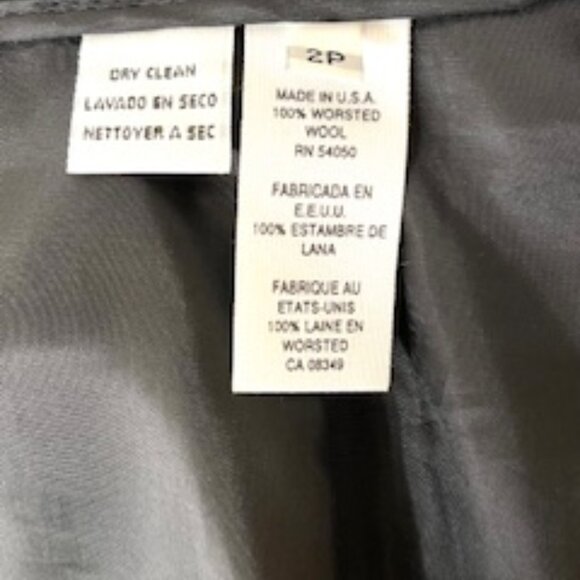 DRY CLEAN
LAVADO EN SECO
NETTOYER A SEC
2P
MADE IN U.S.A.
100% WORSTED
WOOL
RN 54050
FABRICADA EN
E.E.U.U.
100% ESTAMBRE DE
LANA
FABRIQUE AU
ETATS-UNIS
100% LAINE EN
WORSTED
CA 08349